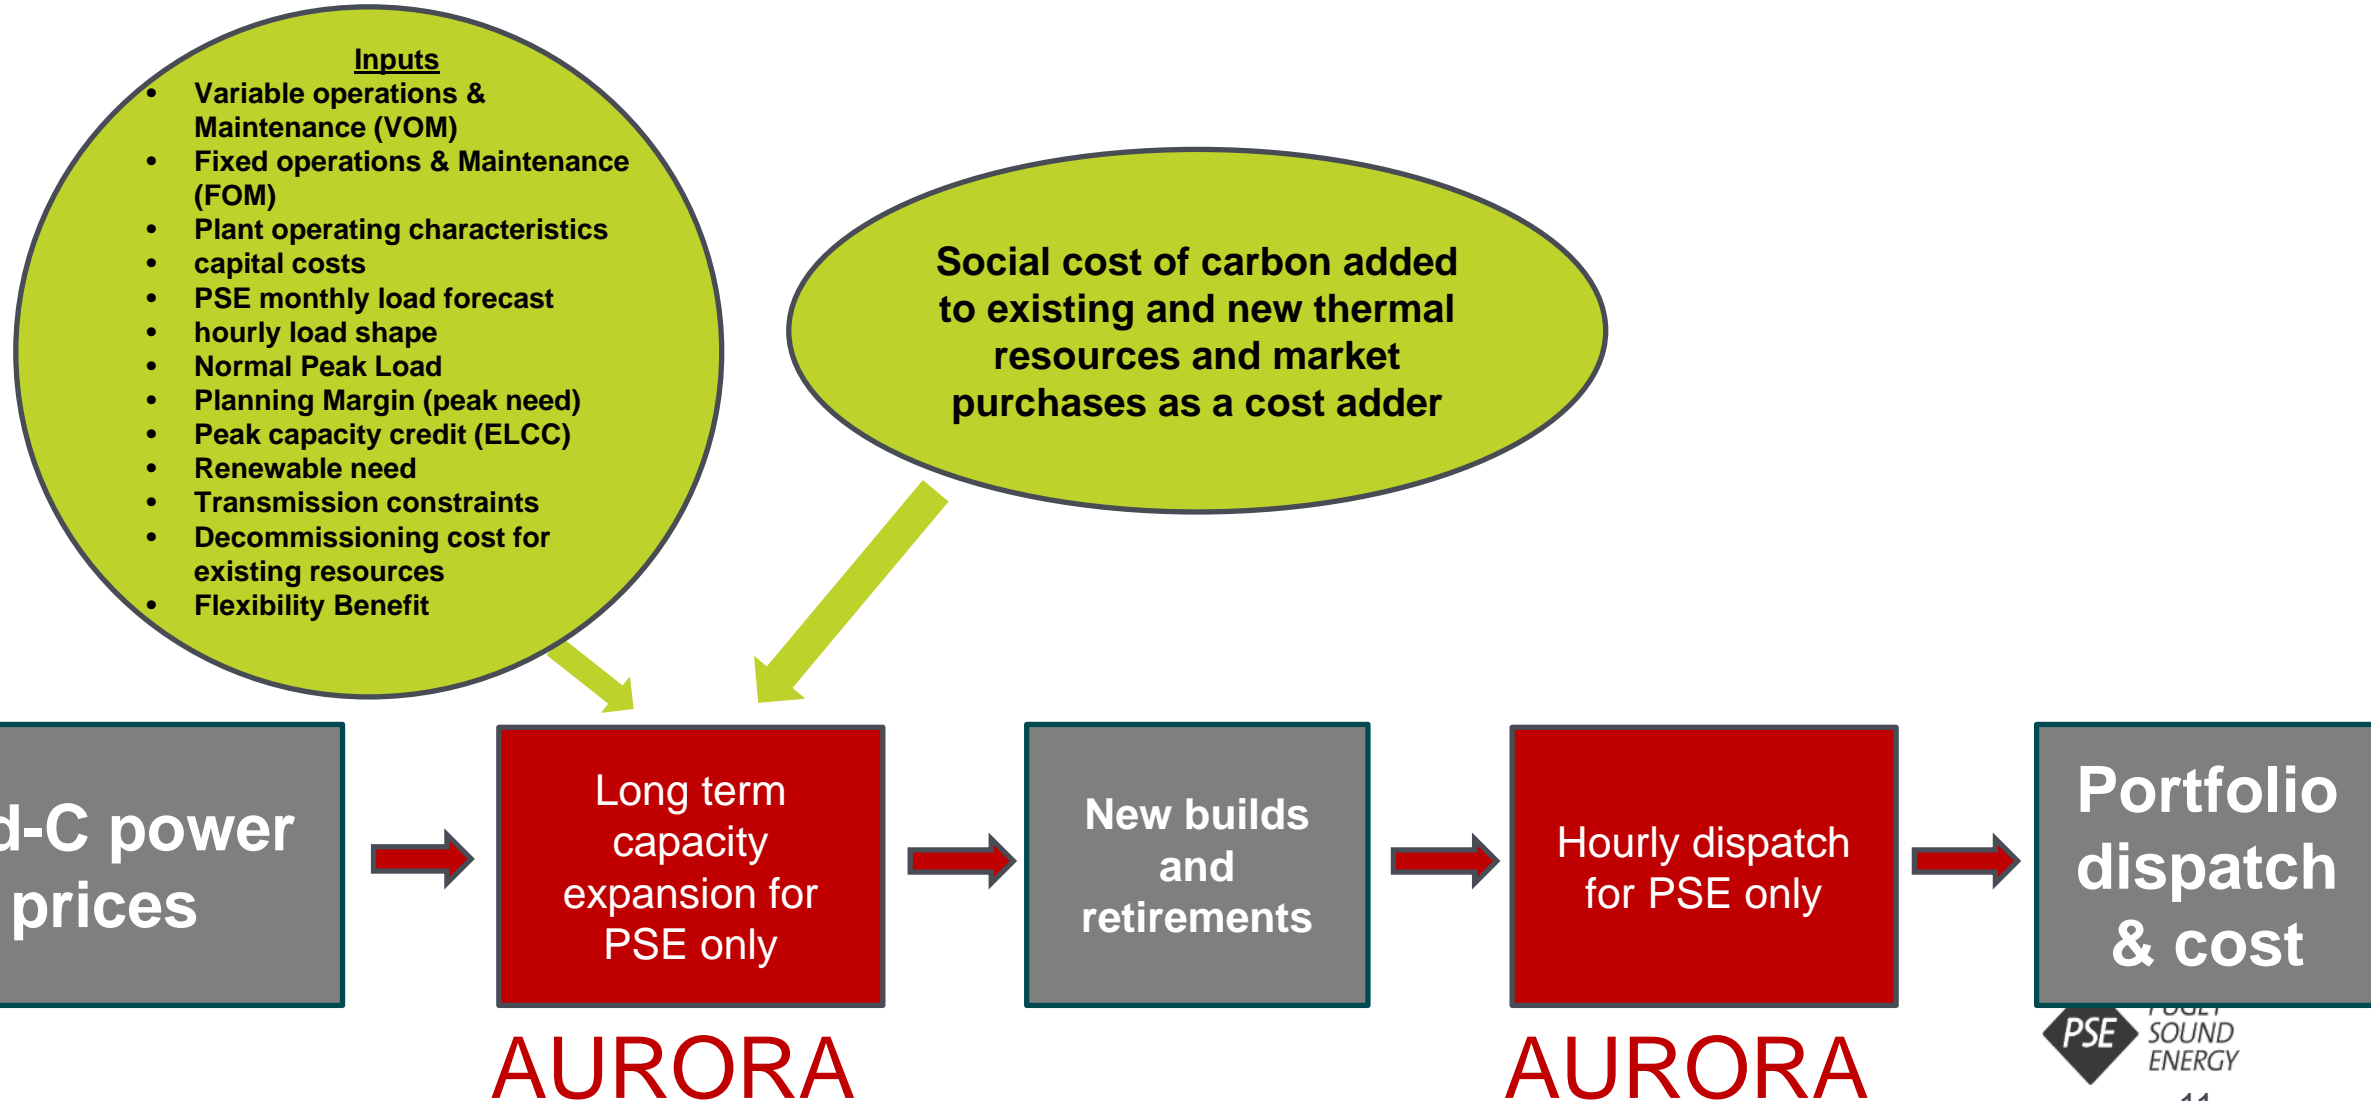 Inputs
• Variable operations &
Maintenance (VOM)
• Fixed operations & Maintenance
(FOM)
• Plant operating characteristics
• capital costs
• PSE monthly load forecast
• hourly load shape
• Normal Peak Load
• Planning Margin (peak need)
• Peak capacity credit (ELCC)
• Renewable need
• Transmission constraints
• Decommissioning cost for
existing resources
• Flexibility Benefit
Social cost of carbon added
to existing and new thermal
resources and market
purchases as a cost adder
d-C power
prices
Long term
capacity
expansion for
PSE only
New builds
and
retirements
Hourly dispatch
for PSE only
Portfolio
dispatch
& cost
AURORA
AURORA
PSE
PUGET
SOUND
ENERGY
11